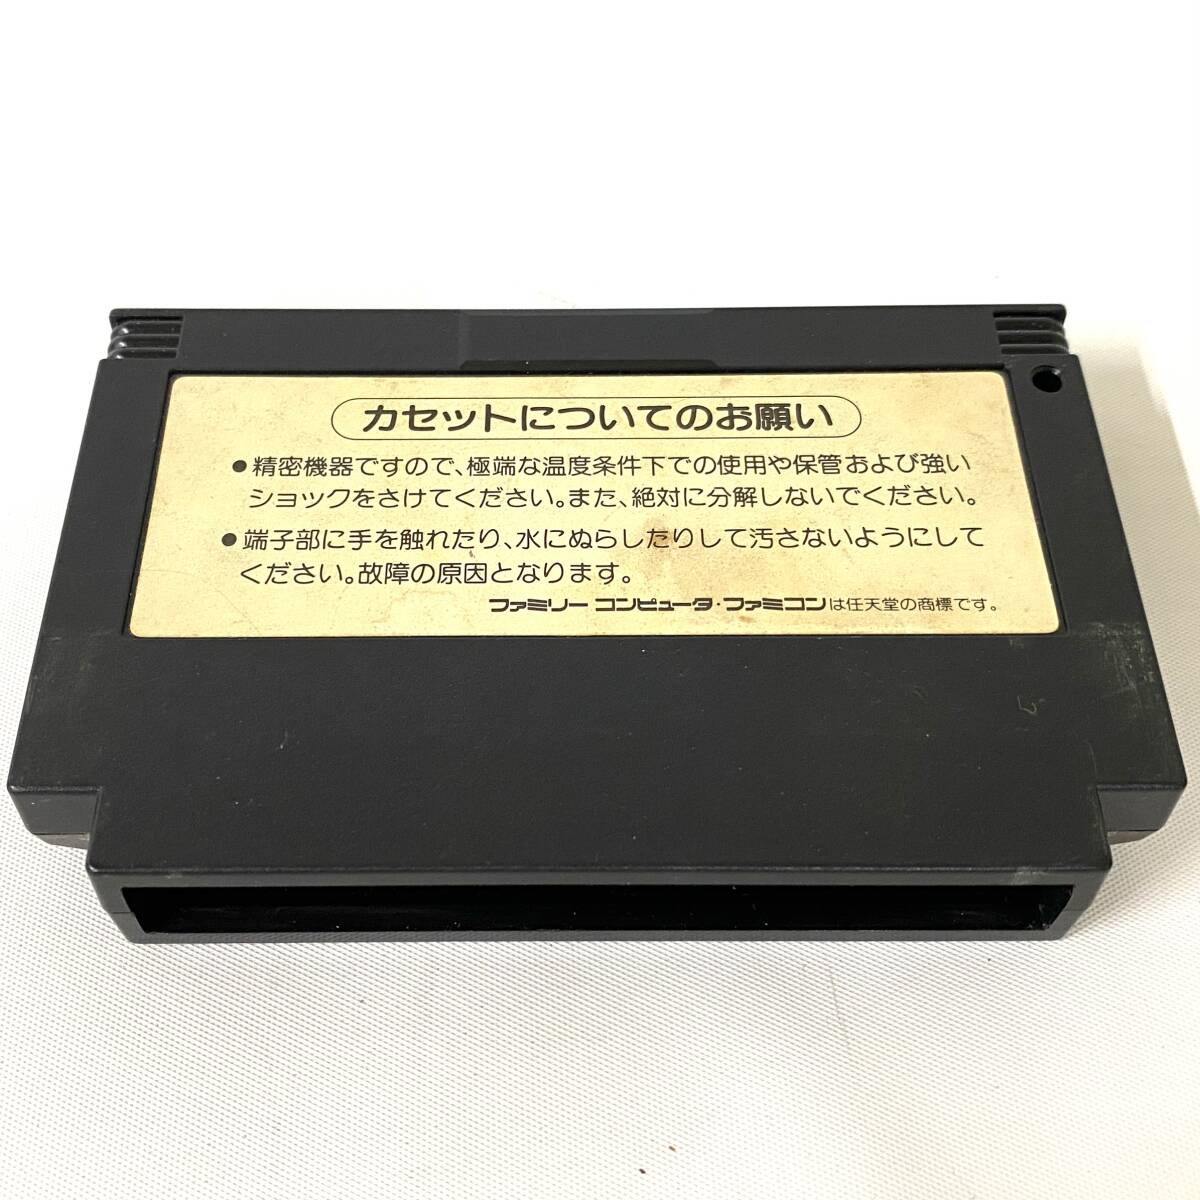 カセットについてのお願い
●精密機器ですので、極端な温度条件下での使用や保管および強い
ショックをさけてください。また、絶対に分解しないでください。
●端子部に手を触れたり、水にぬらしたりして汚さないようにして
ください。故障の原因となります。
ファミリーコンピュータ・ファミコンは任天堂の商標です。